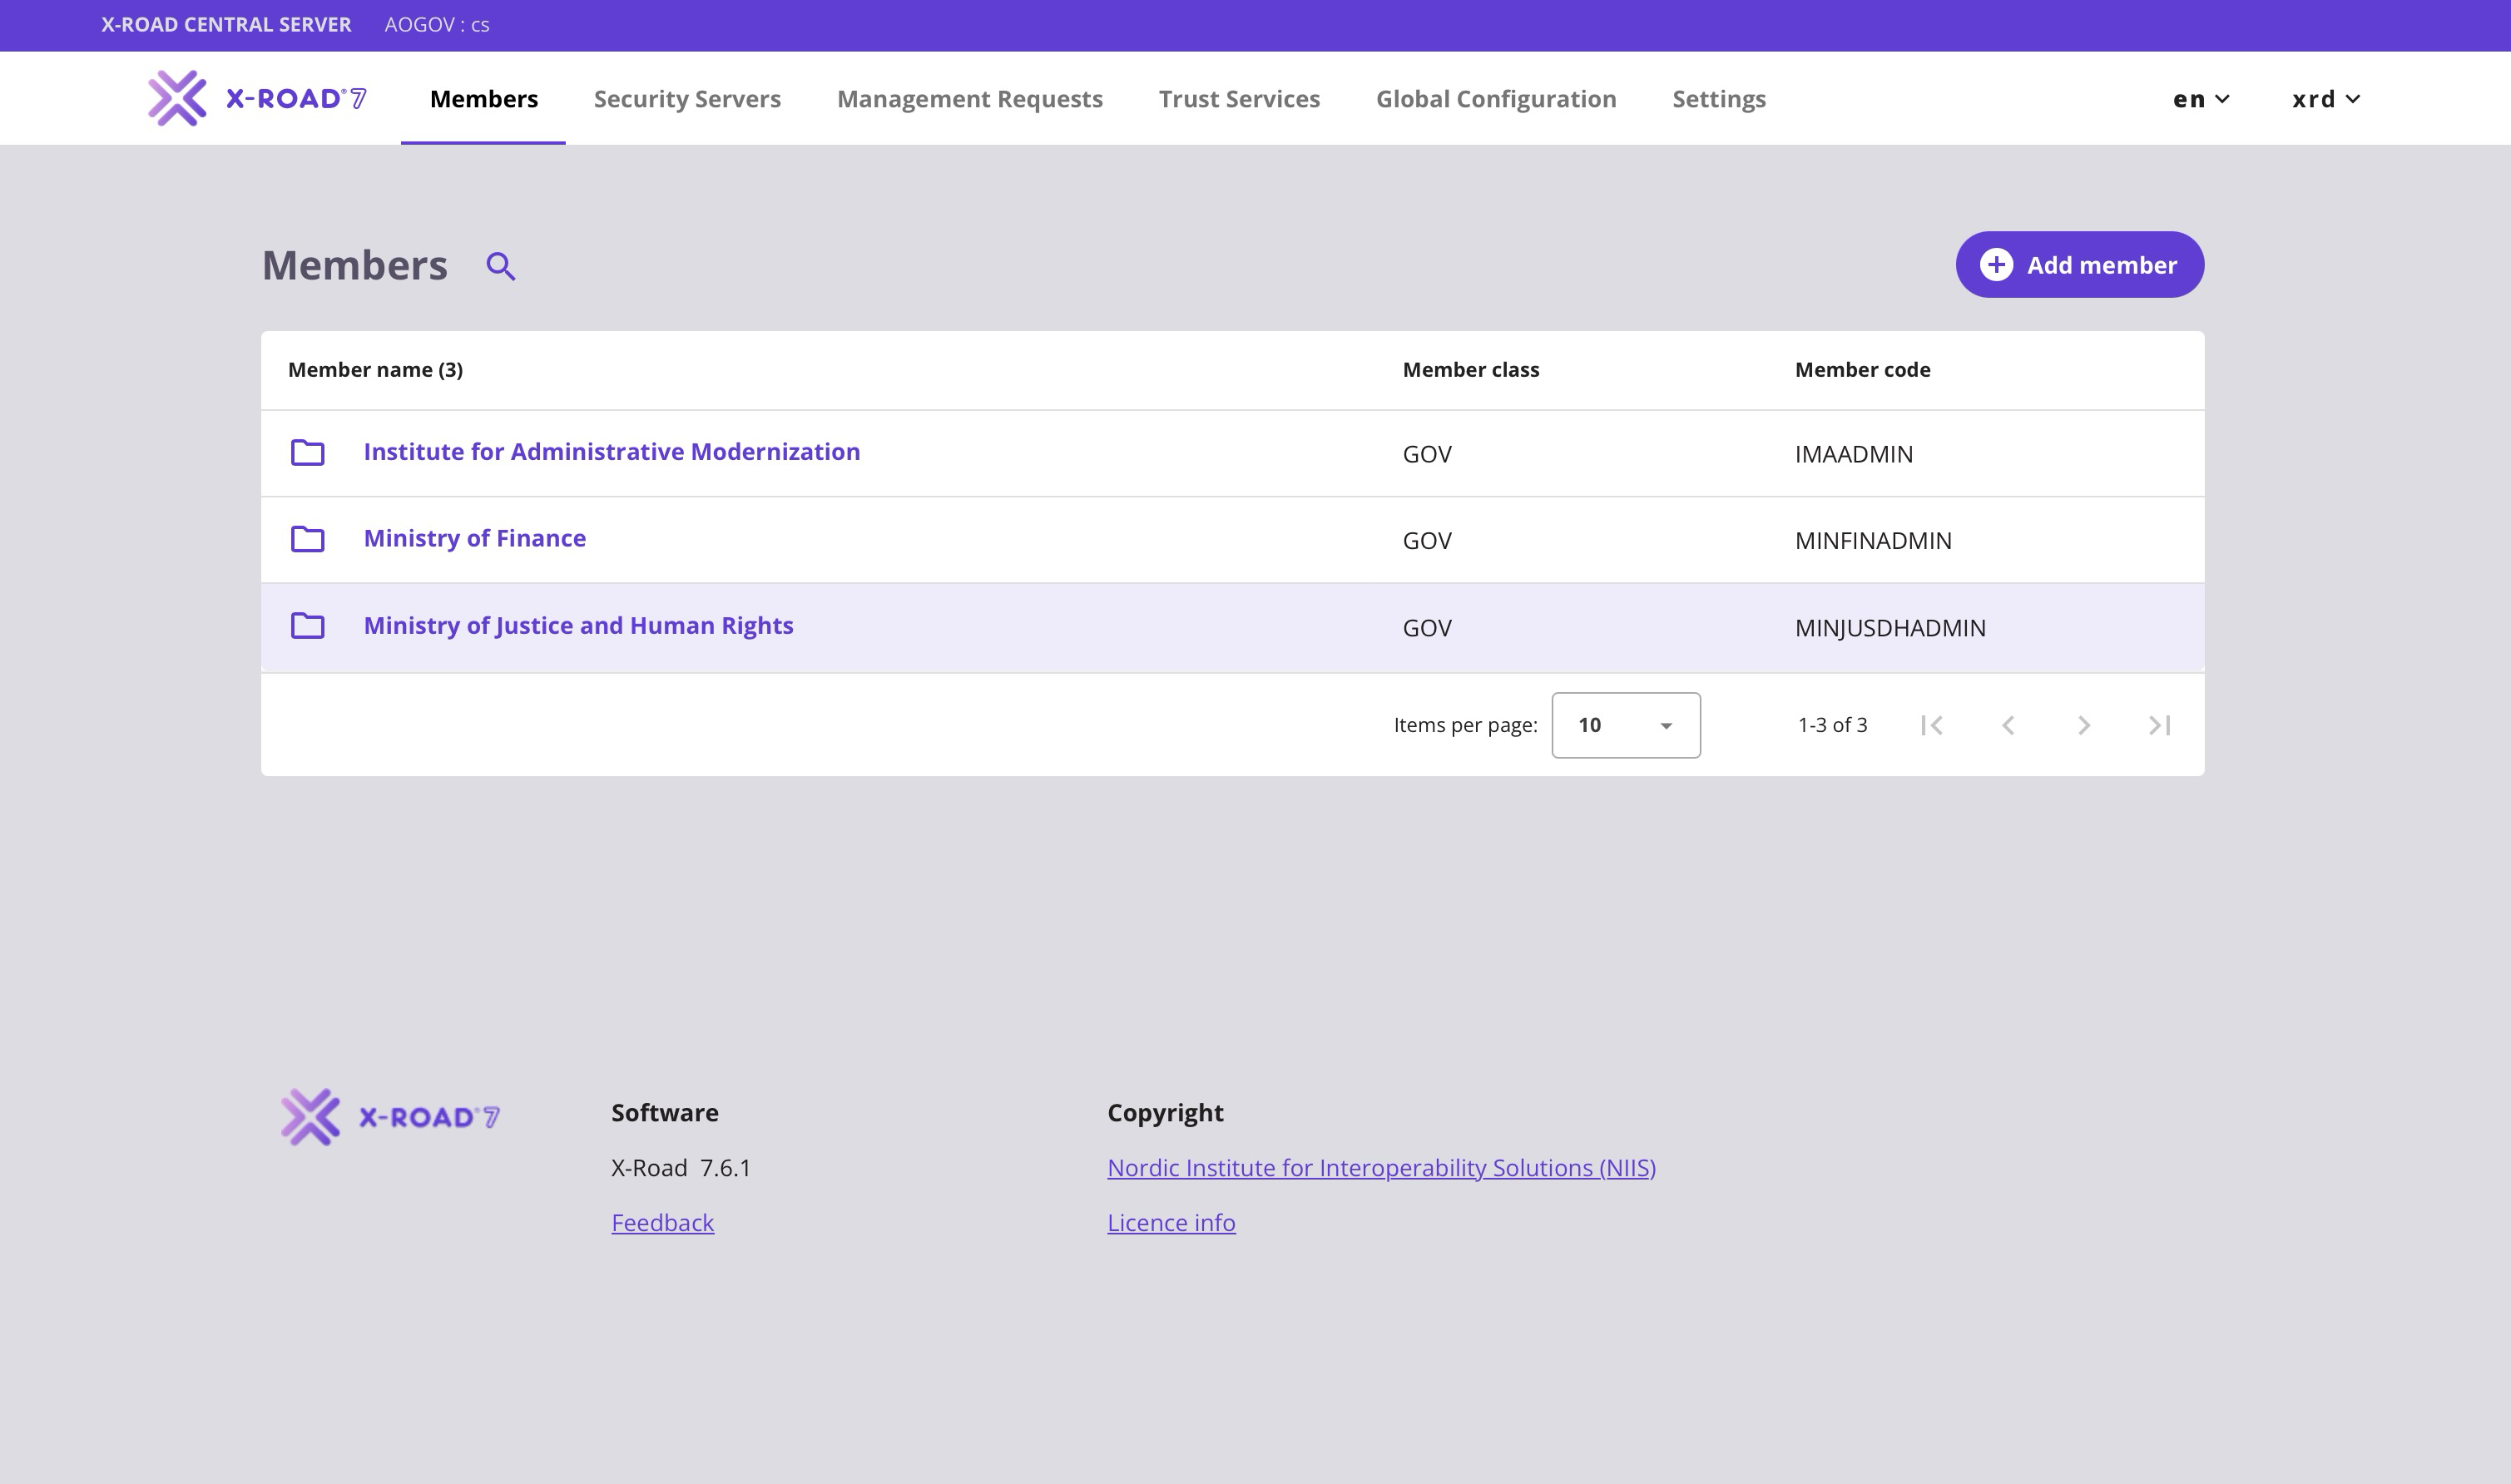 X-ROAD CENTRAL SERVER AOGOV : cs
X-ROAD® 7 Members Security Servers Management Requests Trust Services Global Configuration Settings en xrd
Members Add member
Member name (3) Member class Member code
Institute for Administrative Modernization GOV IMAADMIN
Ministry of Finance GOV MINFINADMIN
Ministry of Justice and Human Rights GOV MINJUSDHADMIN
Items per page: 10 1-3 of 3
X-ROAD® 7 Software Copyright
X-Road 7.6.1 Nordic Institute for Interoperability Solutions (NIIS)
Feedback Licence info